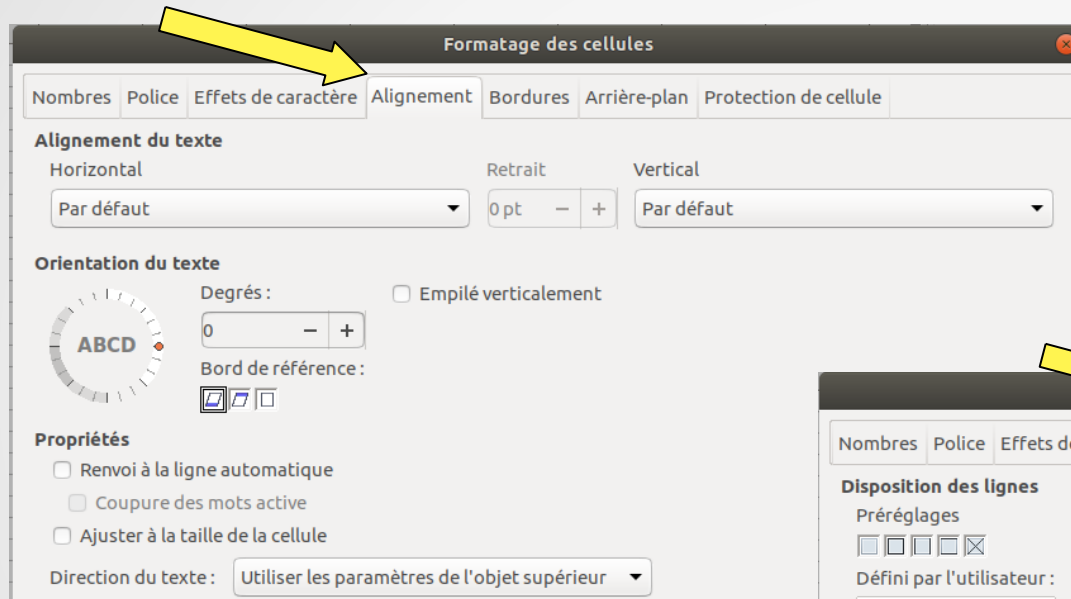 Formatage des cellules
Nombres Police Effets de caractère Alignement Bordures Arrière-plan Protection de cellule
Alignement du texte
Horizontal Retrait Vertical
Par défaut 0 pt − + Par défaut
Orientation du texte
Degrés : Empilé verticalement
ABCD 0 − +
Bord de référence :
Propriétés
Renvoi à la ligne automatique
Coupure des mots active
Ajuster à la taille de la cellule
Direction du texte : Utiliser les paramètres de l'objet supérieur
Nombres Police Effets de
Disposition des lignes
Préréglages
Défini par l'utilisateur :